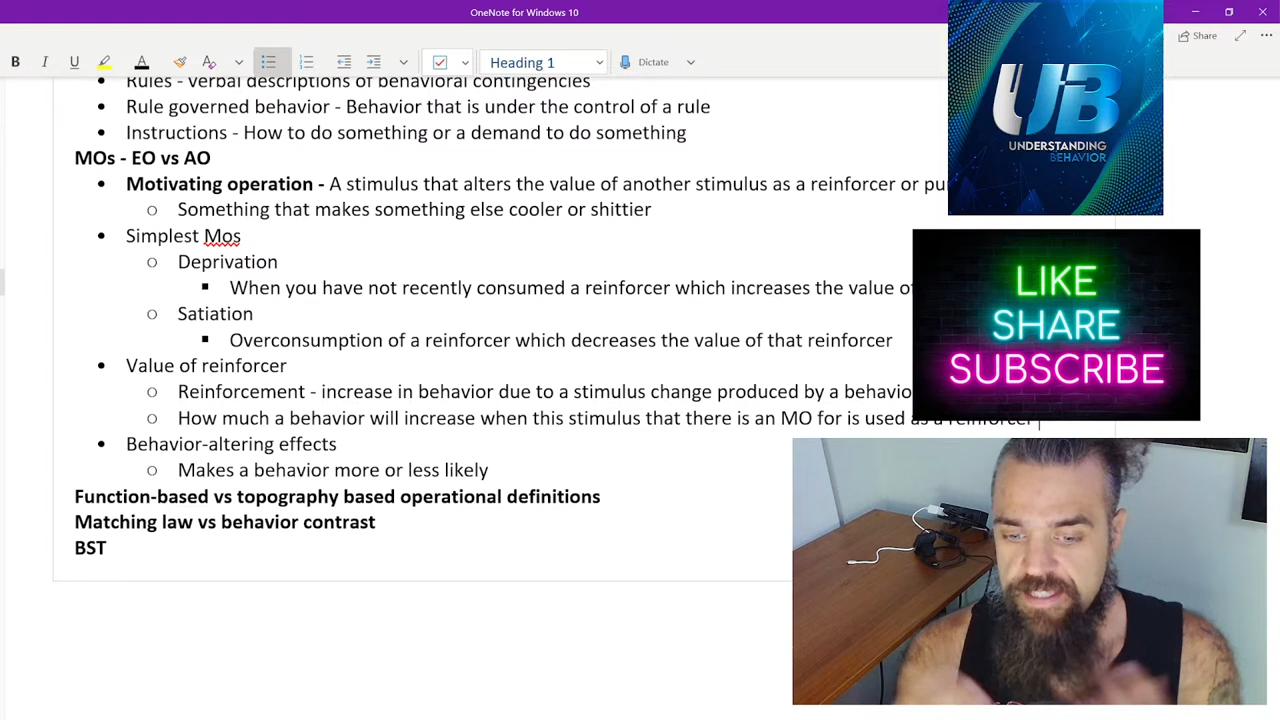 OneNote for Windows 10
Share
B I U A A Heading 1 Dictate
Rules - verbal descriptions of behavioral contingencies
• Rule governed behavior - Behavior that is under the control of a rule
• Instructions - How to do something or a demand to do something
MOs - EO vs AO
• Motivating operation - A stimulus that alters the value of another stimulus as a reinforcer or
○ Something that makes something else cooler or shittier
• Simplest Mos
○ Deprivation
▪ When you have not recently consumed a reinforcer which increases the value
○ Satiation
▪ Overconsumption of a reinforcer which decreases the value of that reinforcer
• Value of reinforcer
○ Reinforcement - increase in behavior due to a stimulus change produced by a
○ How much a behavior will increase when this stimulus that there is an MO for is used as a reinforcer
• Behavior-altering effects
○ Makes a behavior more or less likely
Function-based vs topography based operational definitions
Matching law vs behavior contrast
BST
UB
UNDERSTANDING
BEHAVIOR
LIKE
SHARE
SUBSCRIBE